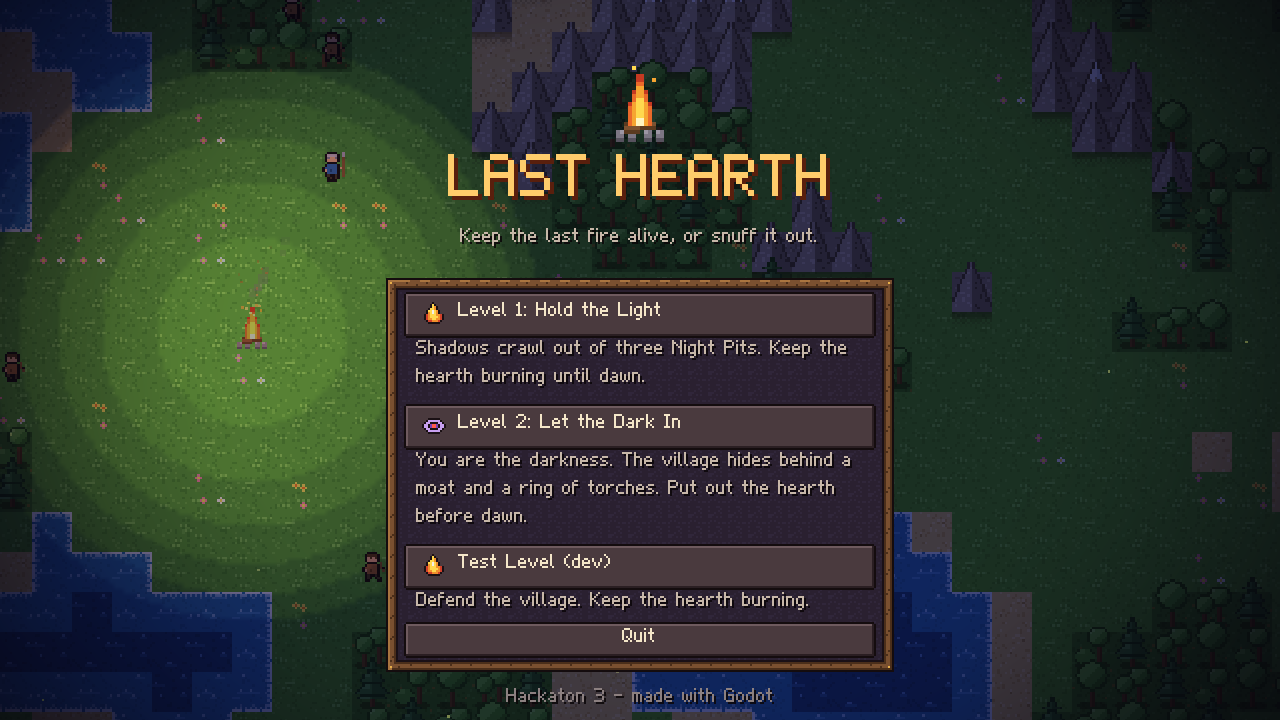 LAST HEARTH
Keep the last fire alive, or snuff it out.
Level 1: Hold the Light
Shadows crawl out of three Night Pits. Keep the
hearth burning until dawn.
Level 2: Let the Dark In
You are the darkness. The village hides behind a
moat and a ring of torches. Put out the hearth
before dawn.
Test Level (dev)
Defend the village. Keep the hearth burning.
Quit
Hackaton 3 - made with Godot